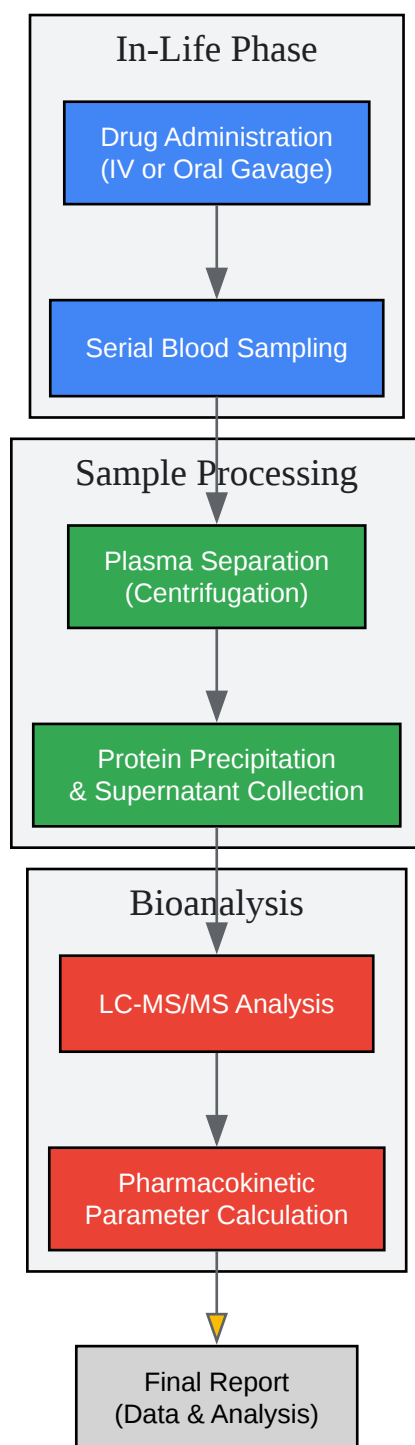 In-Life Phase
Drug Administration
(IV or Oral Gavage)
Serial Blood Sampling
Sample Processing
Plasma Separation
(Centrifugation)
Protein Precipitation
& Supernatant Collection
Bioanalysis
LC-MS/MS Analysis
Pharmacokinetic
Parameter Calculation
Final Report
(Data & Analysis)